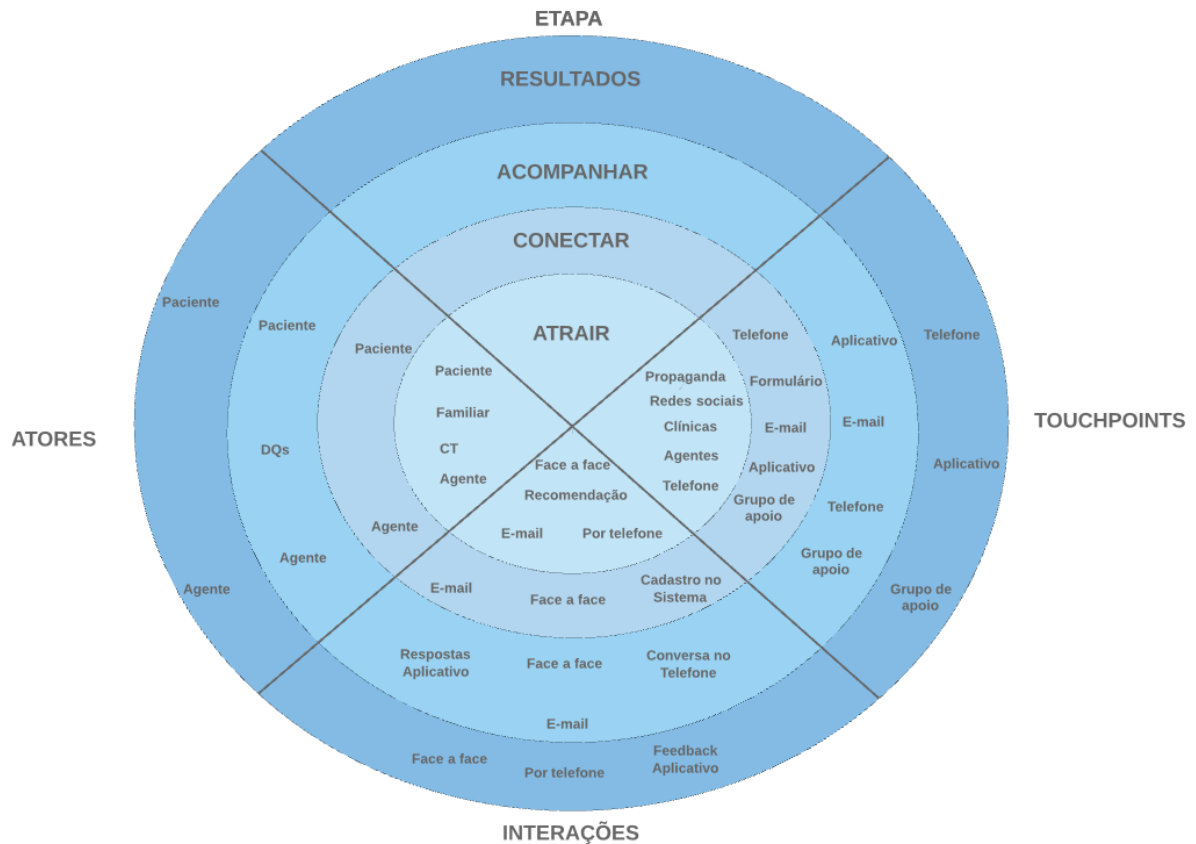 ETAPA
RESULTADOS
ACOMPANHAR
CONECTAR
ATRAIR
ATORES
Paciente
Agente
Paciente
DQs
Agente
Paciente
Agente
Paciente
Familiar
CT
Agente
Propaganda
Redes sociais
Clínicas
Agentes
Telefone
Telefone
Formulário
E-mail
Aplicativo
Grupo de
apoio
Aplicativo
E-mail
Telefone
Grupo de
apoio
Telefone
Aplicativo
Grupo de
apoio
TOUCHPOINTS
Face a face
Recomendação
E-mail
Por telefone
E-mail
Face a face
Cadastro no
Sistema
Respostas
Aplicativo
Face a face
Conversa no
Telefone
E-mail
Face a face
Por telefone
Feedback
Aplicativo
INTERAÇÕES